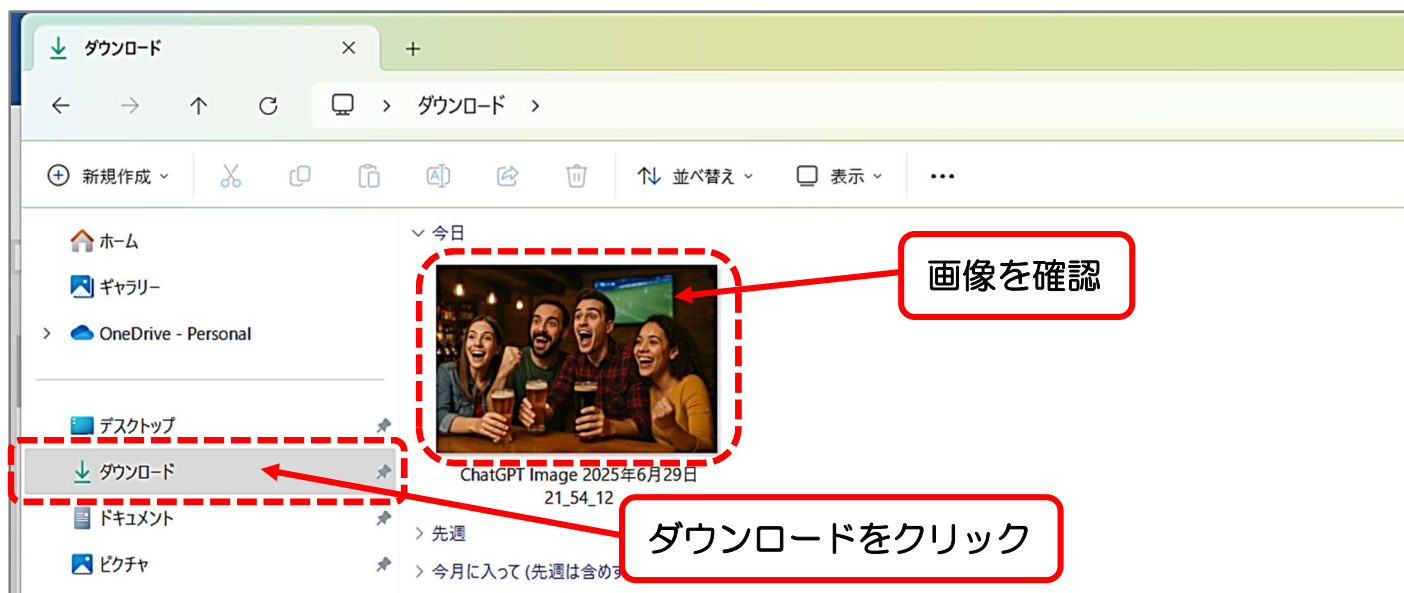 ダウンロード
ダウンロード
新規作成
並べ替え
表示
ホーム
ギャラリー
OneDrive - Personal
デスクトップ
ダウンロード
ドキュメント
ピクチャ
今日
画像を確認
ChatGPT Image 2025年6月29日
21_54_12
ダウンロードをクリック
先週
今月に入って (先週は含め